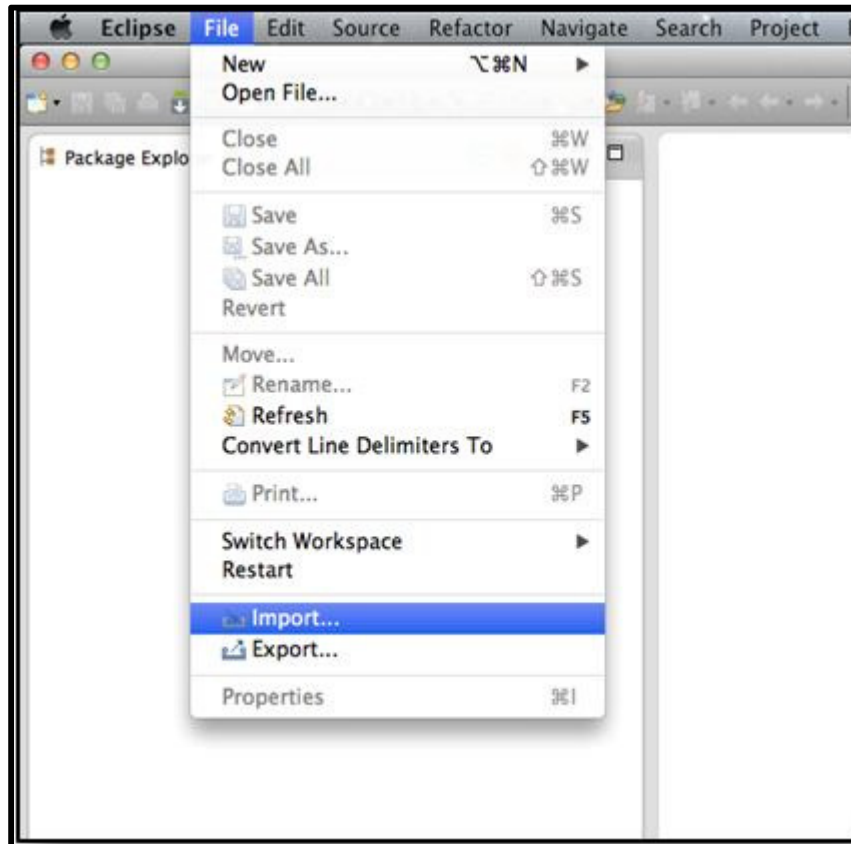 Eclipse File Edit Source Refactor Navigate Search Project
Package Explo
New ⌥⌘N ▶
Open File...
Close ⌘W
Close All ⇧⌘W
Save ⌘S
Save As...
Save All ⇧⌘S
Revert
Move...
Rename... F2
Refresh F5
Convert Line Delimiters To ▶
Print... ⌘P
Switch Workspace ▶
Restart
Import...
Export...
Properties ⌘I